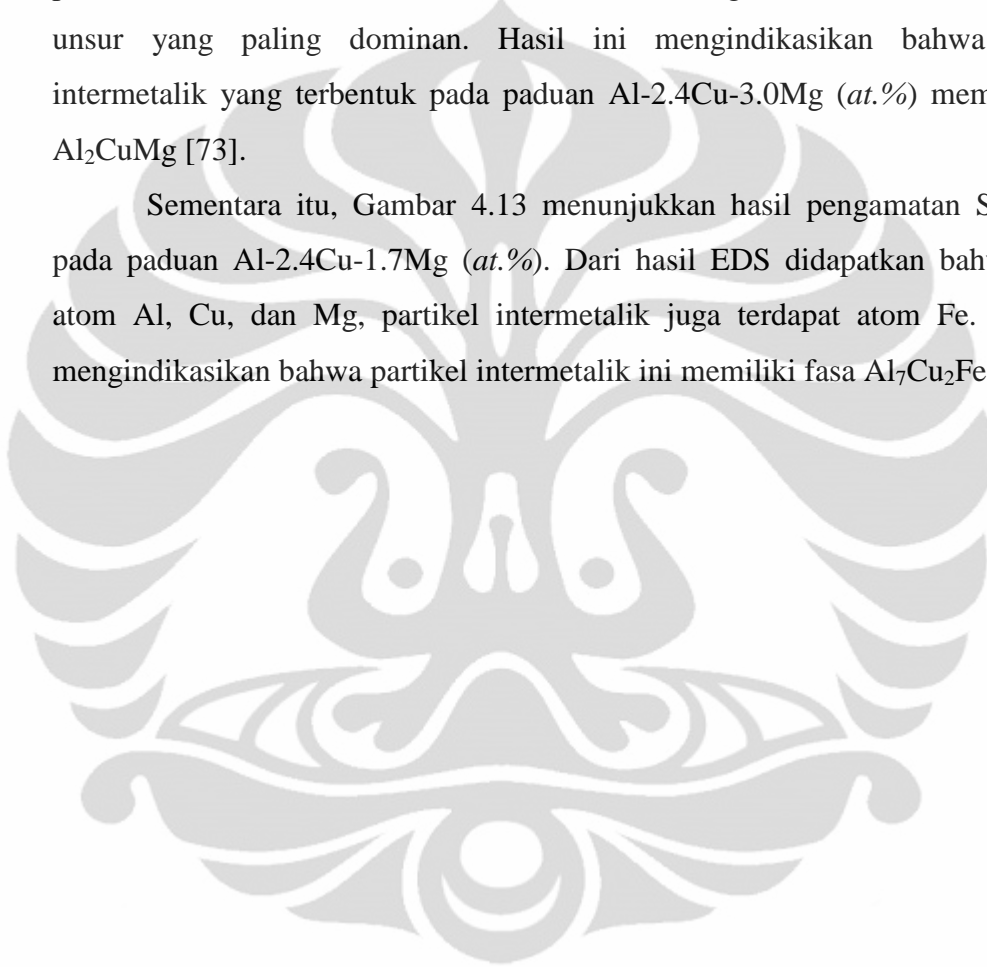 unsur yang paling dominan. Hasil ini mengindikasikan bahwa
intermetalik yang terbentuk pada paduan Al-2.4Cu-3.0Mg (at.%)
Al₂CuMg [73].
Sementara itu, Gambar 4.13 menunjukkan hasil pengamatan
pada paduan Al-2.4Cu-1.7Mg (at.%). Dari hasil EDS didapatkan
atom Al, Cu, dan Mg, partikel intermetalik juga terdapat atom Fe.
mengindikasikan bahwa partikel intermetalik ini memiliki fasa Al₇Cu₂Fe